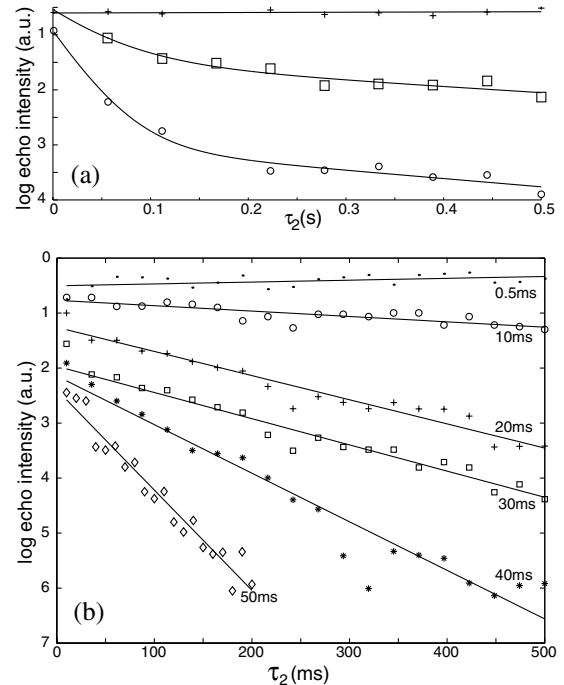 1
2
3
4
log echo intensity (a.u.)
(a)
0
0.1
0.2
0.3
0.4
0.5
τ2(s)
0
1
2
3
4
5
6
7
log echo intensity (a.u.)
0.5ms
10ms
20ms
30ms
40ms
50ms
(b)
0
100
200
300
400
500
τ2(ms)